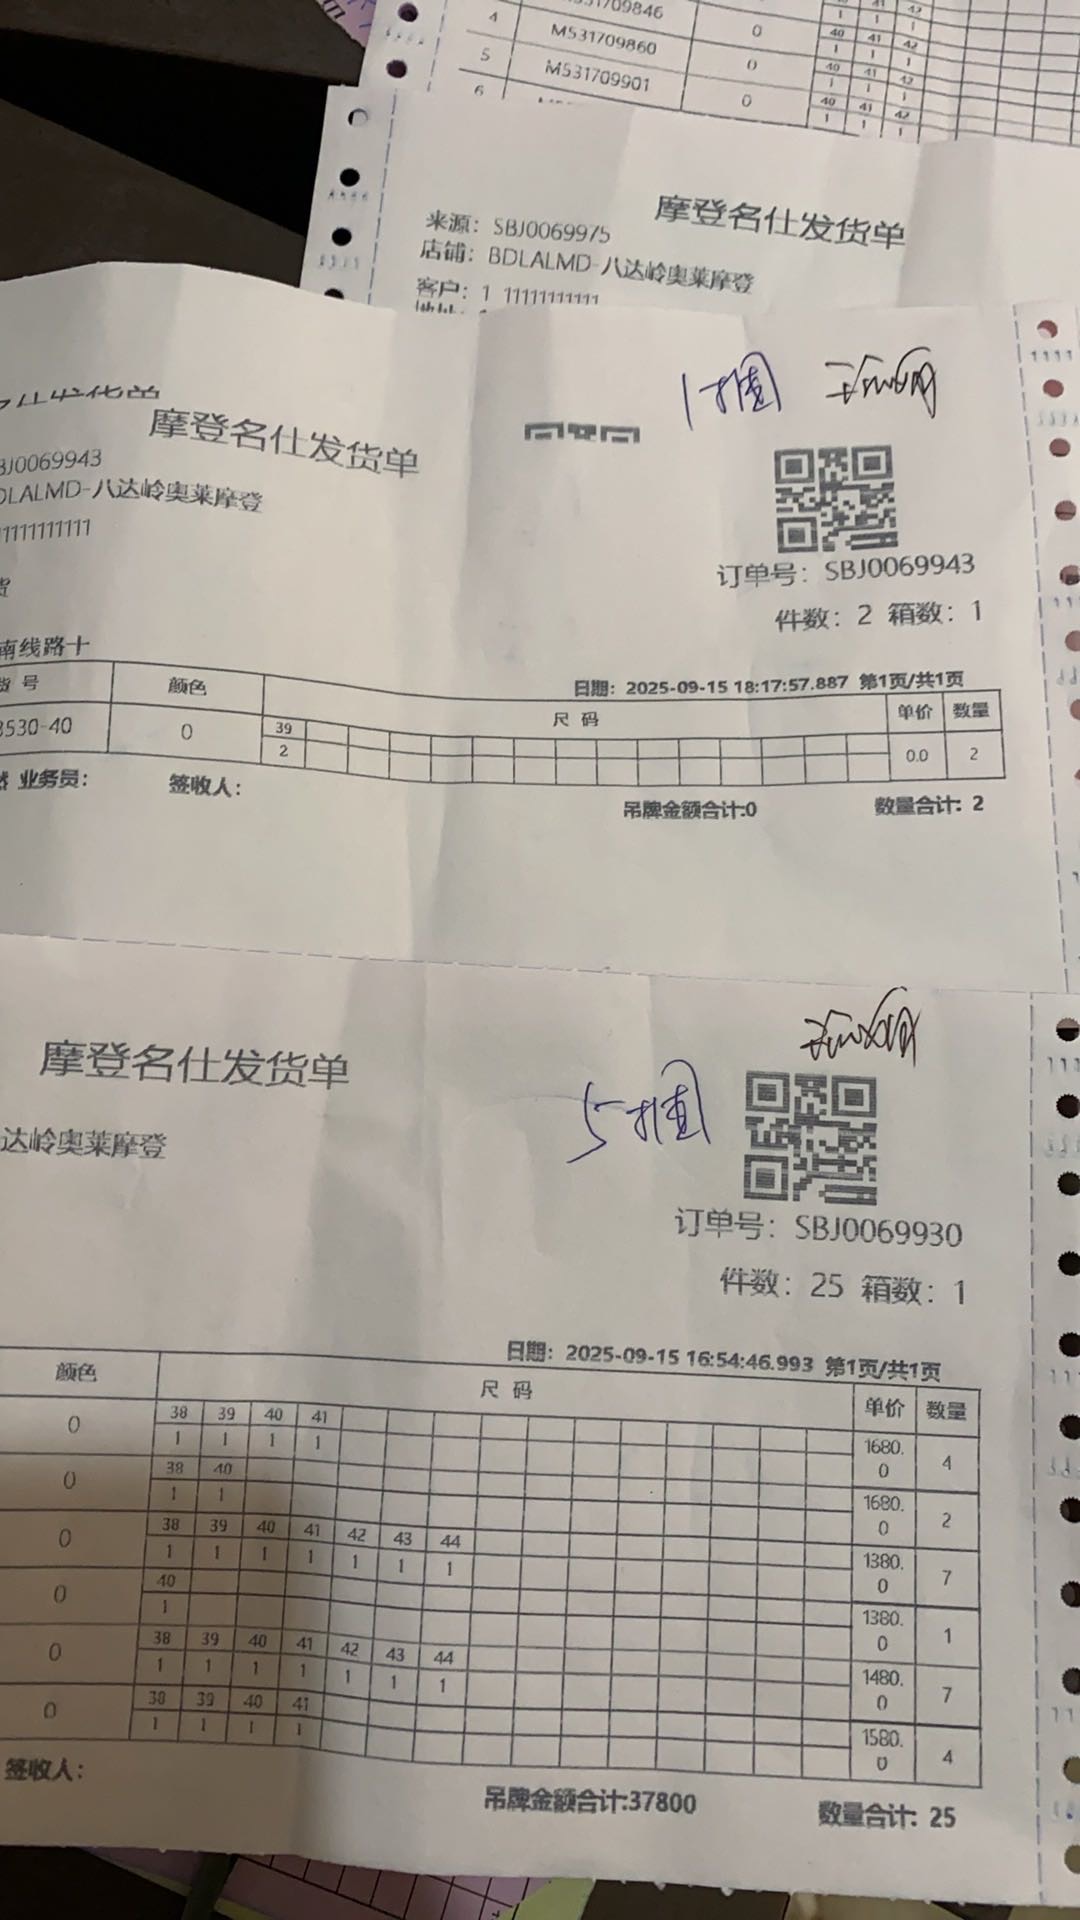 4 M531709846 0 40 41 42
1 1 1
5 M531709860 0 40 41 42
1 1 1
6 M531709901 0 40 41 42
1 1 1
摩登名仕发货单
来源：SBJ0069975
店铺：BDLALMD-八达岭奥莱摩登
客户：1 11111111111
摩登名仕发货单
BJ0069943
DLALMD-八达岭奥莱摩登
11111111111
订单号：SBJ0069943
件数：2 箱数：1
南线路十
日期：2025-09-15 18:17:57.887 第1页/共1页
货号 颜色 尺码 单价 数量
3530-40 0 39 0.0 2
2
业务员： 签收人：
吊牌金额合计:0 数量合计：2
摩登名仕发货单
达岭奥莱摩登
订单号：SBJ0069930
件数：25 箱数：1
日期：2025-09-15 16:54:46.993 第1页/共1页
颜色 尺码 单价 数量
0 38 39 40 41 1680.0 4
1 1 1 1
0 38 40 1680.0 2
1 1
0 38 39 40 41 42 43 44 1380.0 7
1 1 1 1 1 1 1
0 40 1380.0 1
1
0 38 39 40 41 42 43 44 1480.0 7
1 1 1 1 1 1 1
0 38 39 40 41 1580.0 4
1 1 1 1
签收人：
吊牌金额合计:37800 数量合计：25